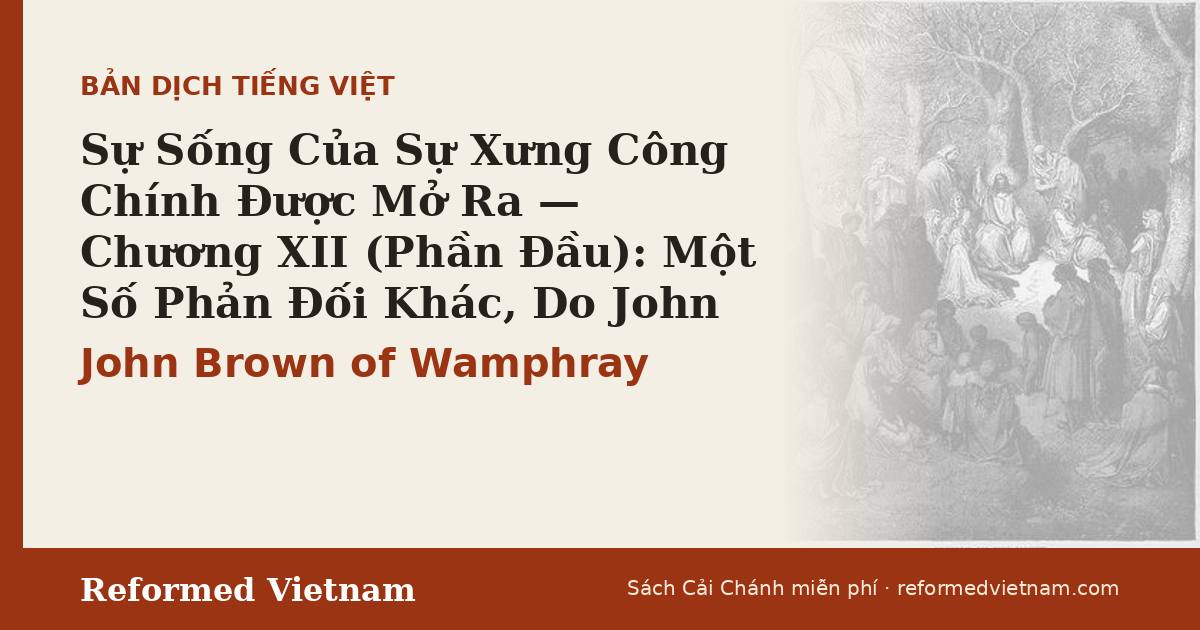 BẢN DỊCH TIẾNG VIỆT
Sự Sống Của Sự Xưng Công
Chính Được Mở Ra —
Chương XII (Phần Đầu): Một
Số Phản Đối Khác, Do John
John Brown of Wamphray
Reformed Vietnam
Sách Cải Chánh miễn phí · reformedvietnam.com